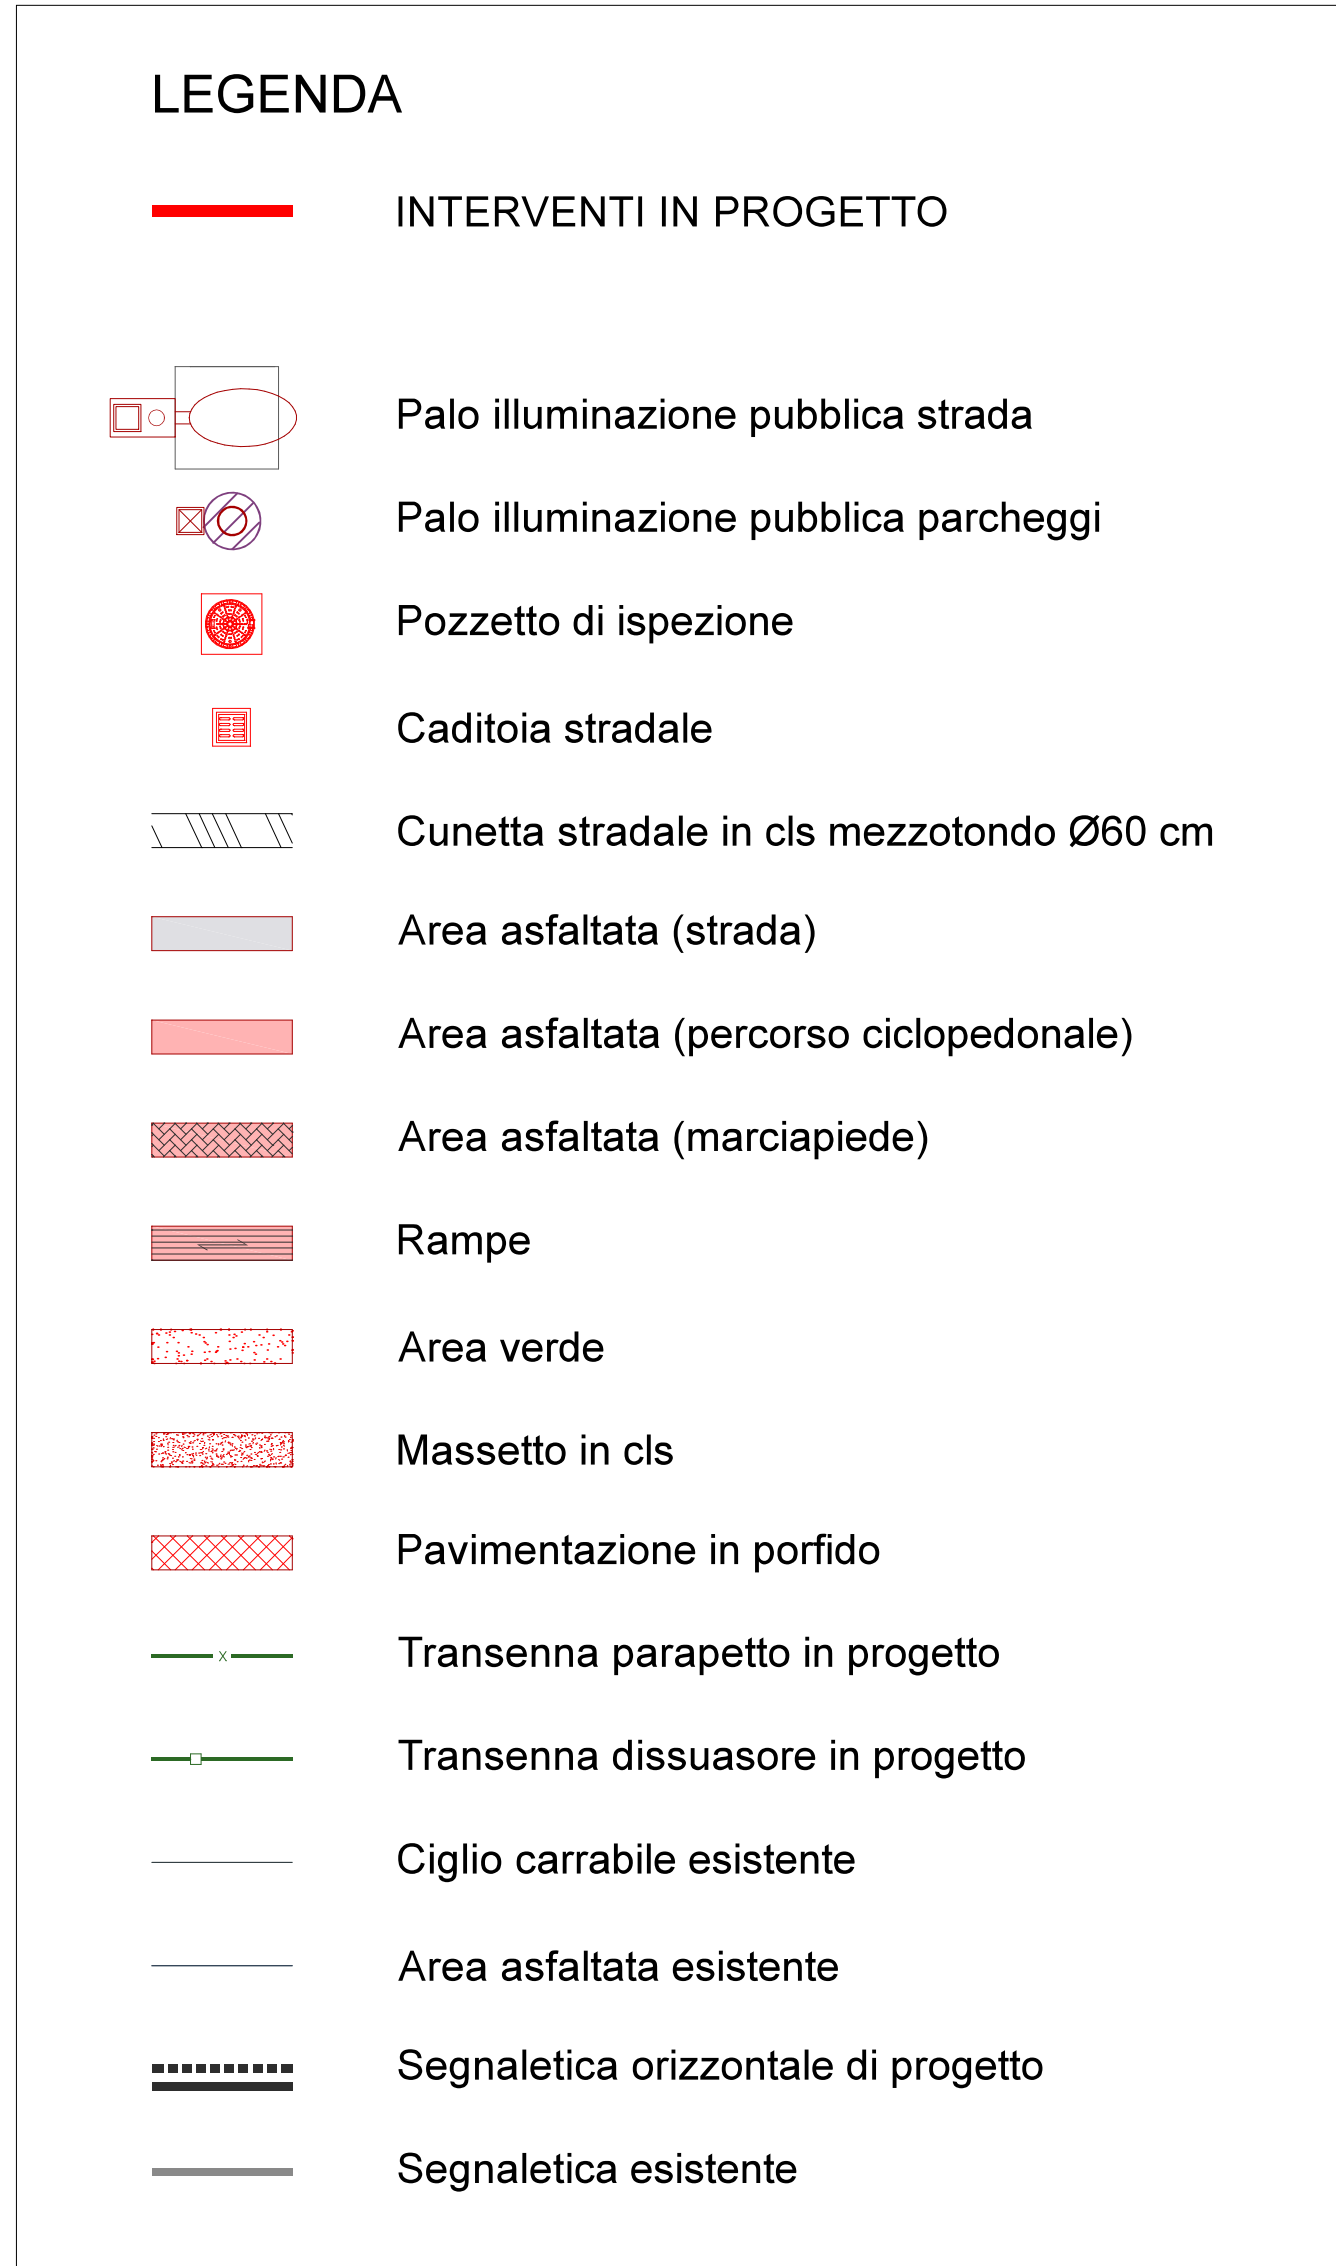 LEGENDA
INTERVENTI IN PROGETTO
Palo illuminazione pubblica strada
Palo illuminazione pubblica parcheggi
Pozzetto di ispezione
Caditoia stradale
Cunetta stradale in cls mezzotondo Ø60 cm
Area asfaltata (strada)
Area asfaltata (percorso ciclopedonale)
Area asfaltata (marciapiede)
Rampe
Area verde
Massetto in cls
Pavimentazione in porfido
X
Transenna parapetto in progetto
Transenna dissuasore in progetto
Ciglio carrabile esistente
Area asfaltata esistente
Segnaletica orizzontale di progetto
Segnaletica esistente